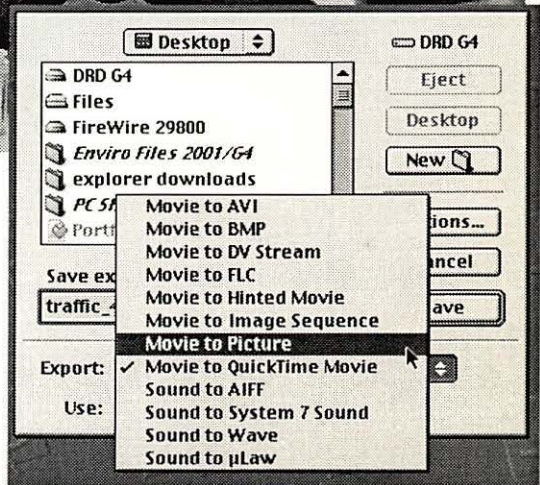 Desktop
DRD G4
DRD G4
Files
FireWire 29800
Enviro Files 2001/G4
explorer downloads
Eject
Desktop
New
Movie to AVI
Movie to BMP
Movie to DV Stream
Movie to FLC
Movie to Hinted Movie
Movie to Image Sequence
Movie to Picture
✓ Movie to QuickTime Movie
Sound to AIFF
Sound to System 7 Sound
Sound to Wave
Sound to µLaw
Save
traffic_
Export:
Use: